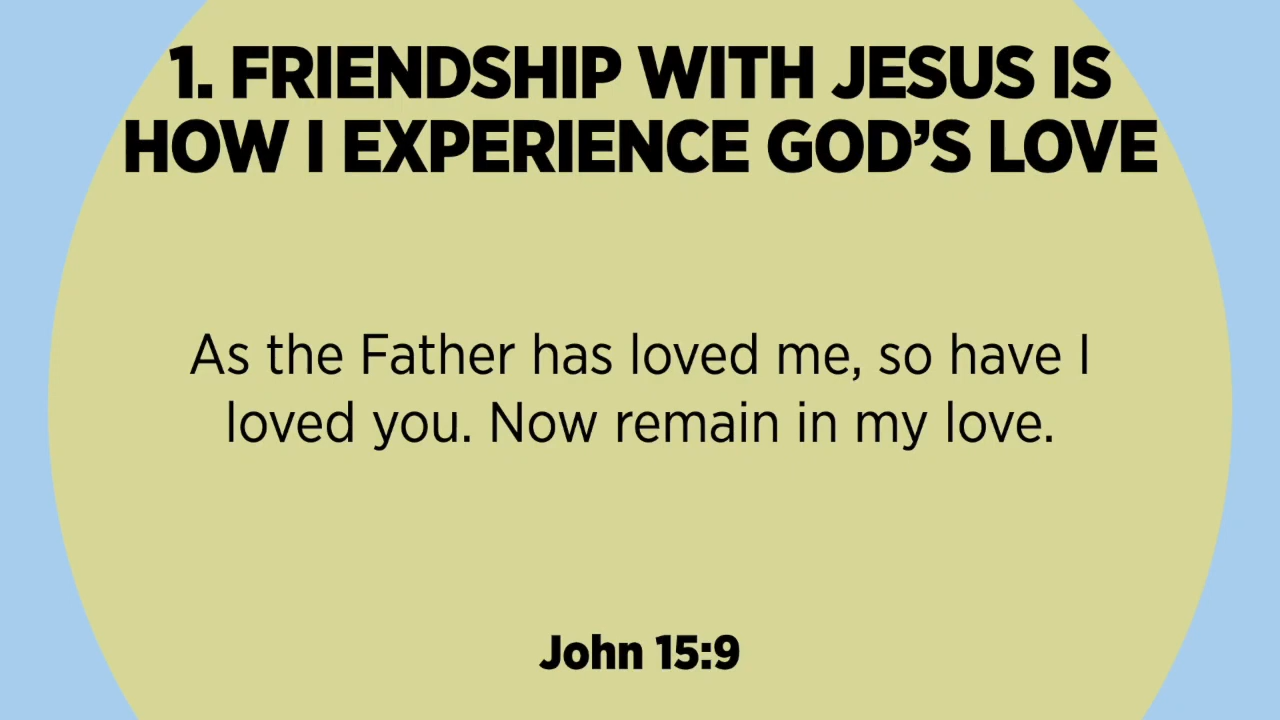 1. FRIENDSHIP WITH JESUS IS
HOW I EXPERIENCE GOD’S LOVE
As the Father has loved me, so have I
loved you. Now remain in my love.
John 15:9